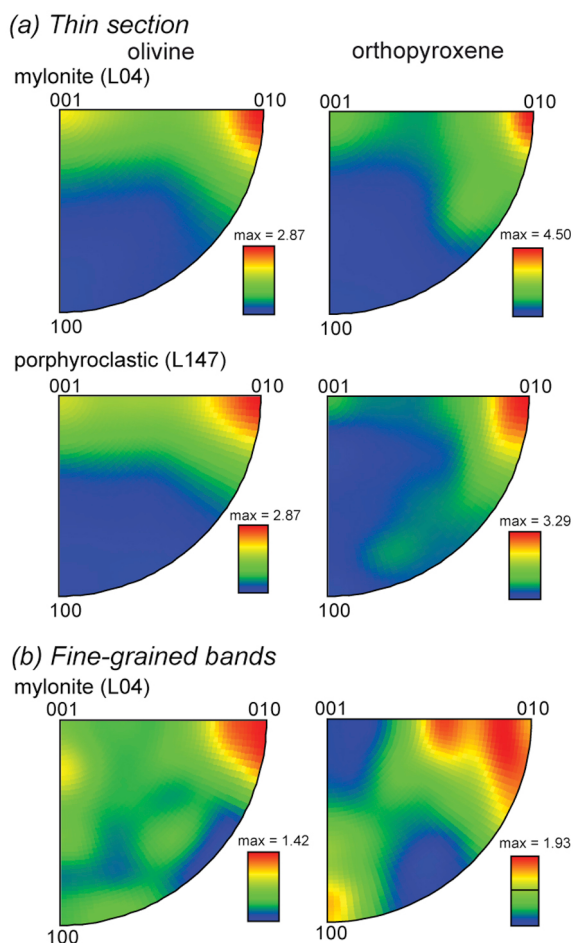 (a) Thin section
olivine orthopyroxene
mylonite (L04)
001 010 001 010
max = 2.87 max = 4.50
100 100
porphyroclastic (L147)
001 010 001 010
max = 2.87 max = 3.29
100 100
(b) Fine-grained bands
mylonite (L04)
001 010 001 010
max = 1.42 max = 1.93
100 100